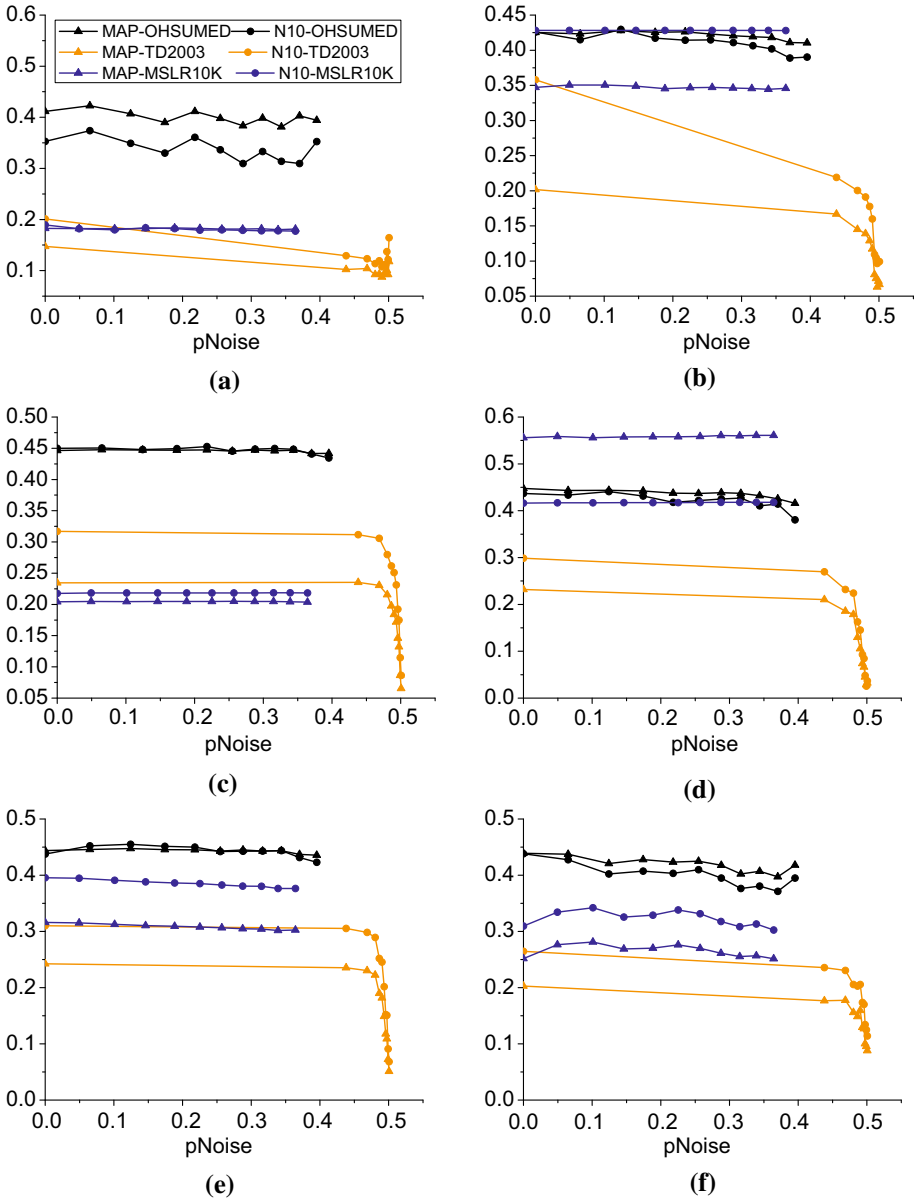 MAP-OHSUMED N10-OHSUMED
MAP-TD2003 N10-TD2003
MAP-MSLR10K N10-MSLR10K
0.6
0.5
0.4
0.3
0.2
0.1
0.0 0.1 0.2 0.3 0.4 0.5
pNoise
(a)
0.45
0.40
0.35
0.30
0.25
0.20
0.15
0.10
0.05
0.0 0.1 0.2 0.3 0.4 0.5
pNoise
(b)
0.50
0.45
0.40
0.35
0.30
0.25
0.20
0.15
0.10
0.05
0.0 0.1 0.2 0.3 0.4 0.5
pNoise
(c)
0.6
0.5
0.4
0.3
0.2
0.1
0.0
0.0 0.1 0.2 0.3 0.4 0.5
pNoise
(d)
0.5
0.4
0.3
0.2
0.1
0.0
0.0 0.1 0.2 0.3 0.4 0.5
pNoise
(e)
0.5
0.4
0.3
0.2
0.1
0.0
0.0 0.1 0.2 0.3 0.4 0.5
pNoise
(f)